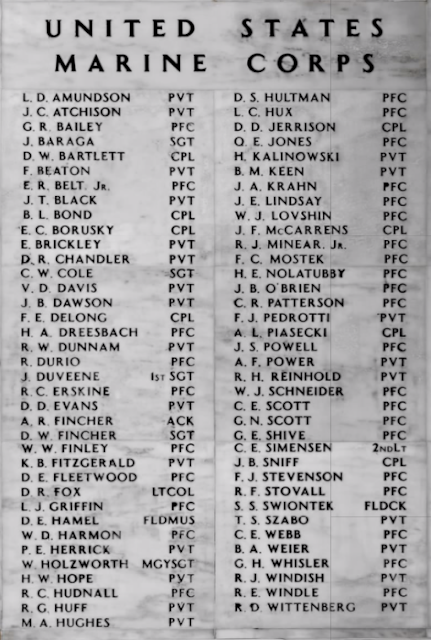 UNITED STATES
MARINE CORPS
L. D. AMUNDSON PVT
J. C. ATCHISON PVT
G. R. BAILEY PFC
J. BARAGA SGT
D. W. BARTLETT CPL
F. BEATON PVT
E. R. BELT. JR. PFC
J. T. BLACK PVT
B. L. BOND CPL
E. C. BORUSKY CPL
E. BRICKLEY PVT
D. R. CHANDLER PVT
C. W. COLE SGT
V. D. DAVIS PVT
J. B. DAWSON PVT
F. E. DELONG CPL
H. A. DREESBACH PFC
R. W. DUNNAM PVT
R. DURIO PFC
J. DUVEENE 1ST SGT
R. C. ERSKINE PFC
D. D. EVANS PVT
A. R. FINCHER ACK
D. W. FINCHER SGT
W. W. FINLEY PFC
K. B. FITZGERALD PVT
D. E. FLEETWOOD PFC
D. R. FOX LTCOL
L. J. GRIFFIN PFC
D. E. HAMEL FLDMUS
W. D. HARMON PFC
P. E. HERRICK PVT
W. HOLZWORTH MGYSGT
H. W. HOPE PVT
R. C. HUDNALL PFC
R. G. HUFF PVT
M. A. HUGHES PVT
D. S. HULTMAN PFC
L. C. HUX PFC
D. D. JERRISON CPL
Q. E. JONES PFC
H. KALINOWSKI PVT
B. M. KEEN PVT
J. A. KRAHN PFC
J. E. LINDSAY PFC
W. J. LOVSHIN PFC
J. F. MCCARRENS CPL
R. J. MINEAR. JR. PFC
F. C. MOSTEK PFC
H. E. NOLATUBBY PFC
J. B. O'BRIEN PFC
C. R. PATTERSON PFC
F. J. PEDROTTI PVT
A. L. PIASECKI CPL
J. S. POWELL PFC
A. F. POWER PVT
R. H. REINHOLD PVT
W. J. SCHNEIDER PFC
C. E. SCOTT PFC
G. N. SCOTT PFC
G. E. SHIVE PFC
C. E. SIMENSEN 2NDLT
J. B. SNIFF CPL
F. J. STEVENSON PFC
R. F. STOVALL PFC
S. S. SWIONTEK FLDCK
T. S. SZABO PVT
C. E. WEBB PFC
B. A. WEIER PVT
G. H. WHISLER PFC
R. J. WINDISH PVT
R. E. WINDLE PFC
R. D. WITTENBERG PVT